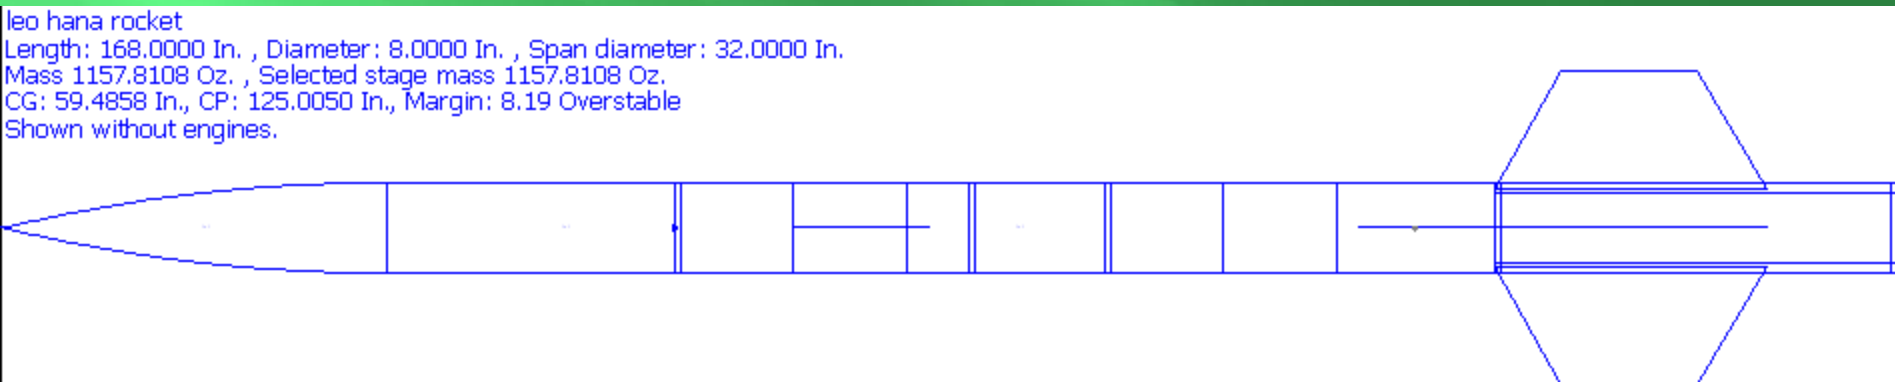 leo hana rocket
Length: 168.0000 In. , Diameter: 8.0000 In. , Span diameter: 32.0000 In.
Mass 1157.8108 Oz. , Selected stage mass 1157.8108 Oz.
CG: 59.4858 In., CP: 125.0050 In., Margin: 8.19 Overstable
Shown without engines.